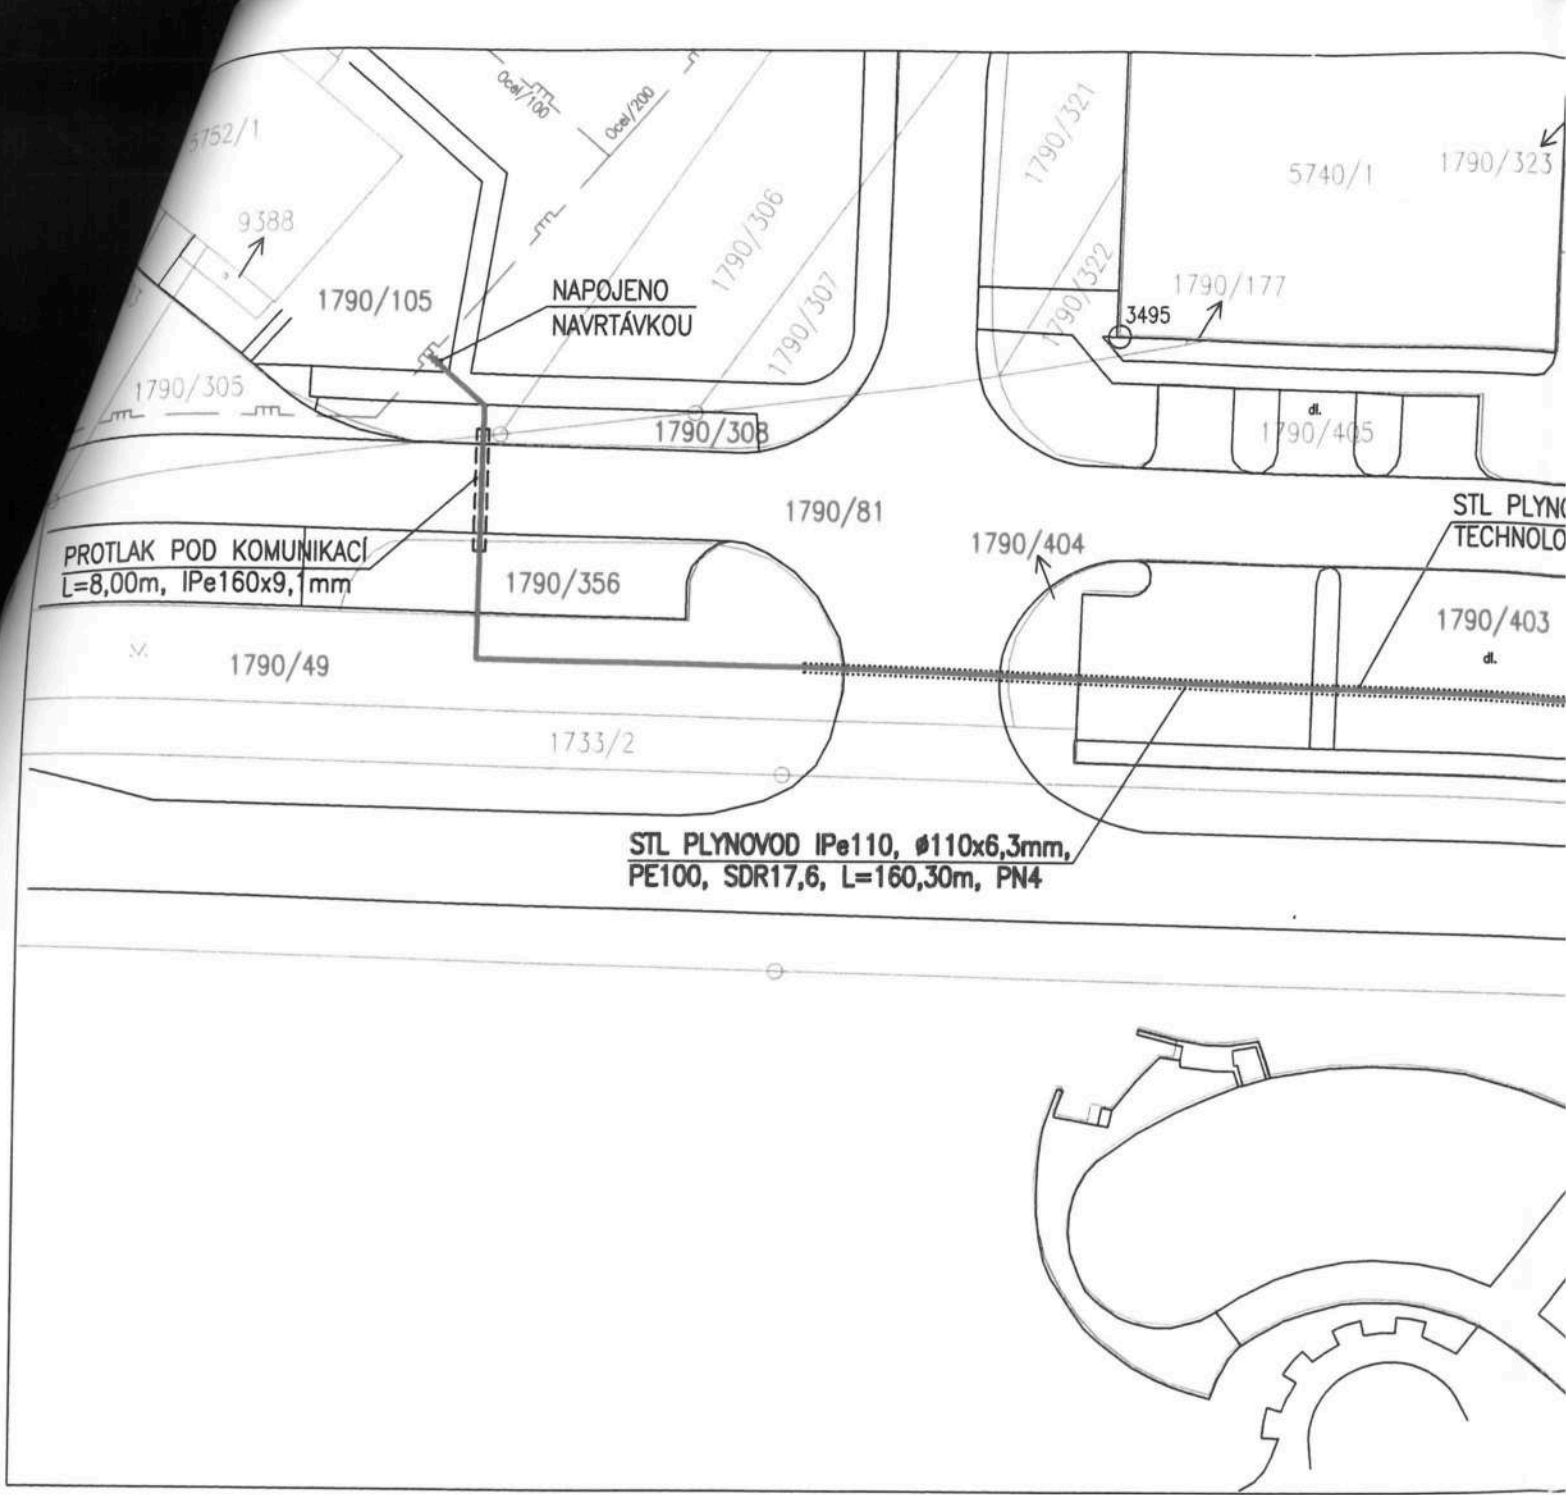 Ocel/100
Ocel/200
5752/1
9388
1790/105
1790/305
NAPOJENO
NAVRTÁVKOU
1790/306
1790/307
1790/308
1790/321
1790/322
5740/1
1790/323
1790/177
3495
dl.
1790/405
1790/81
1790/404
STL PLYNO
TECHNOLO
PROTLAK POD KOMUNIKACÍ
L=8,00m, IPe160x9,1mm
1790/356
1790/403
dl.
1790/49
1733/2
STL PLYNOVOD IPe110, ø110x6,3mm,
PE100, SDR17,6, L=160,30m, PN4